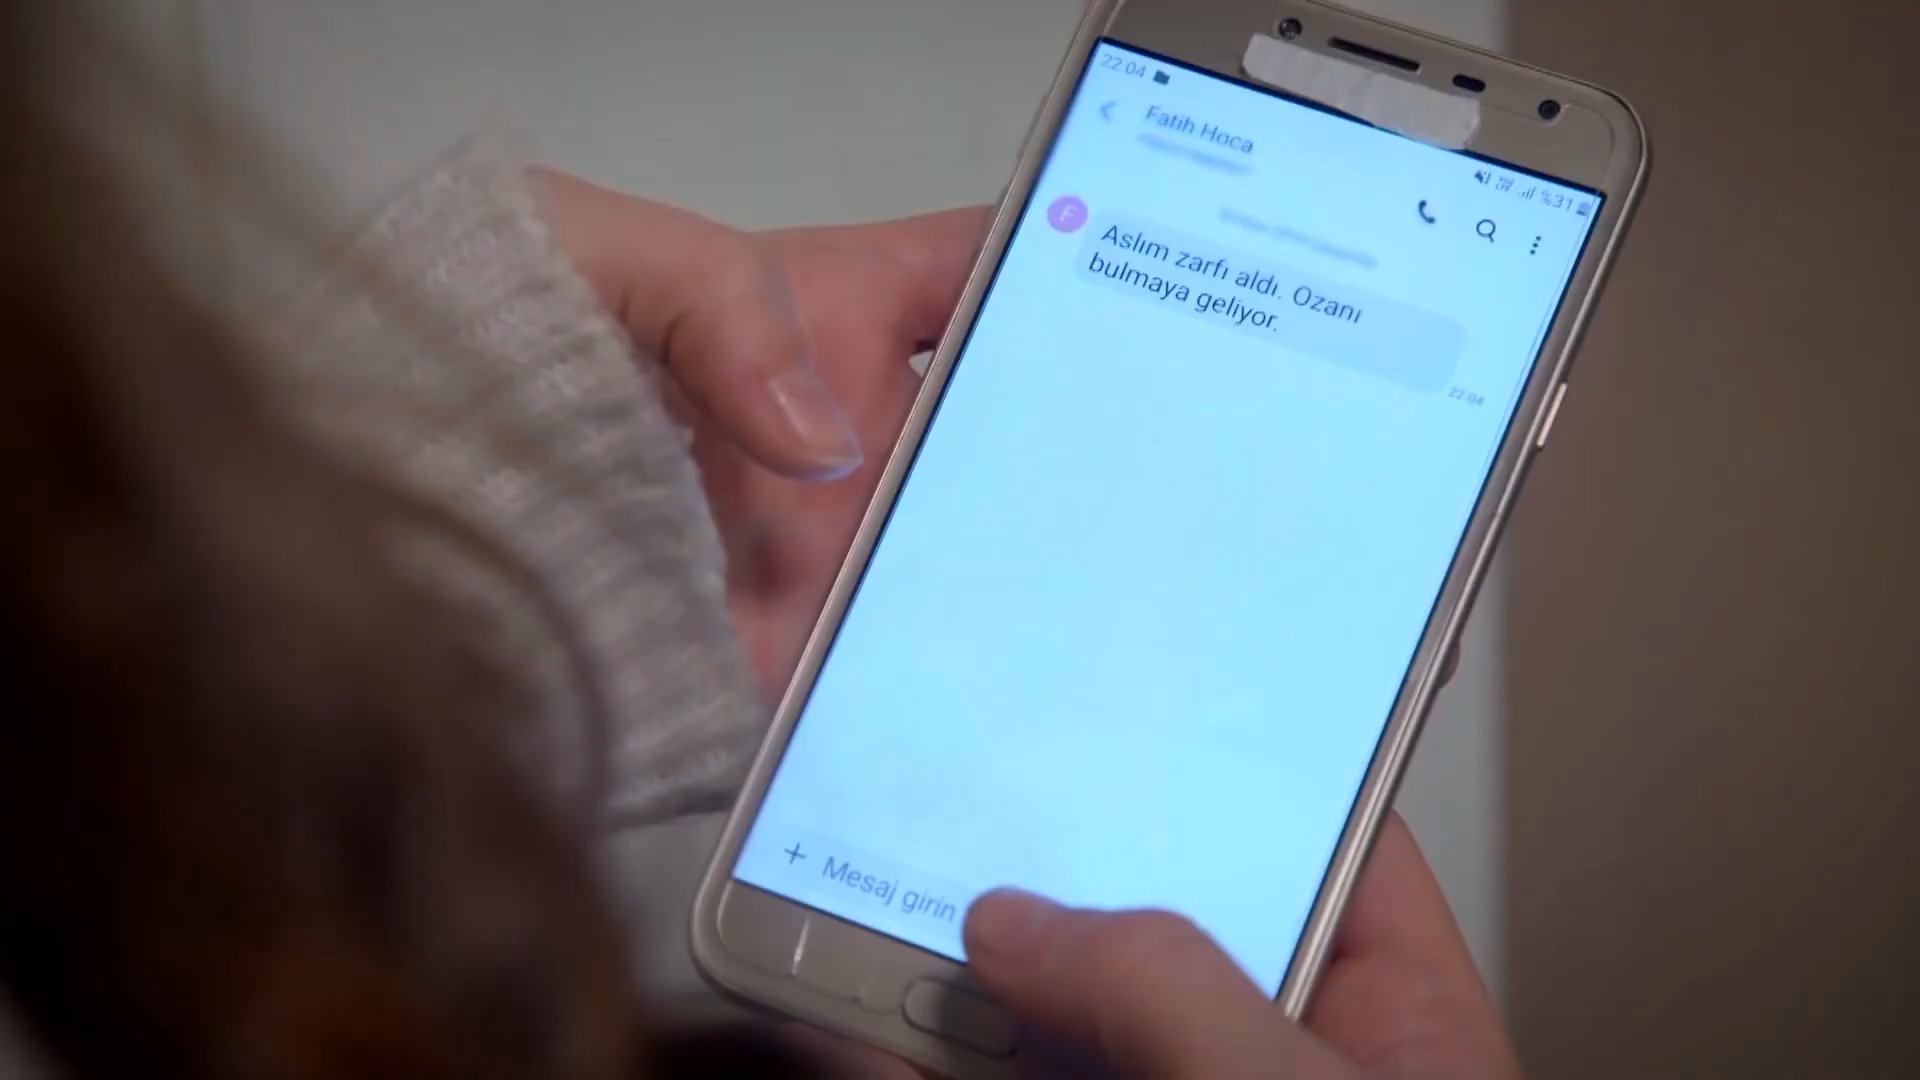 22:04
Fatih Hoca
%31
F
Aslım zarfı aldı. Ozanı
bulmaya geliyor.
22:04
Mesaj girin